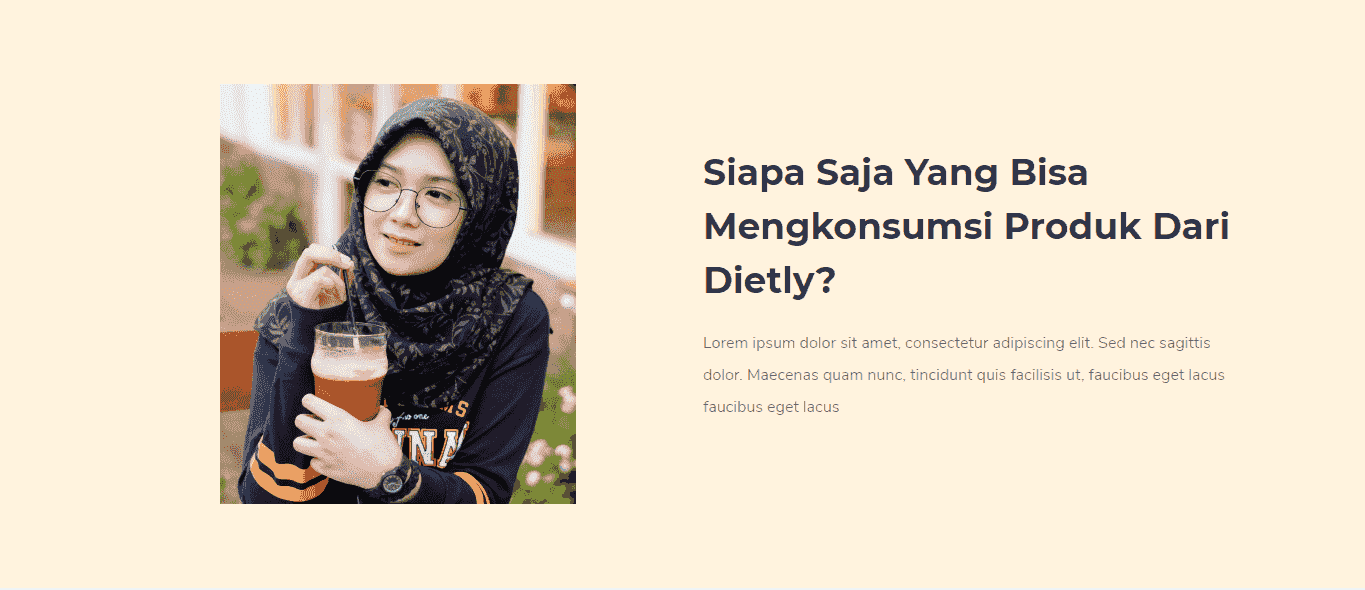 Siapa Saja Yang Bisa
Mengkonsumsi Produk Dari
Dietly?
Lorem ipsum dolor sit amet, consectetur adipiscing elit. Sed nec sagittis
dolor. Maecenas quam nunc, tincidunt quis facilisis ut, faucibus eget lacus
faucibus eget lacus